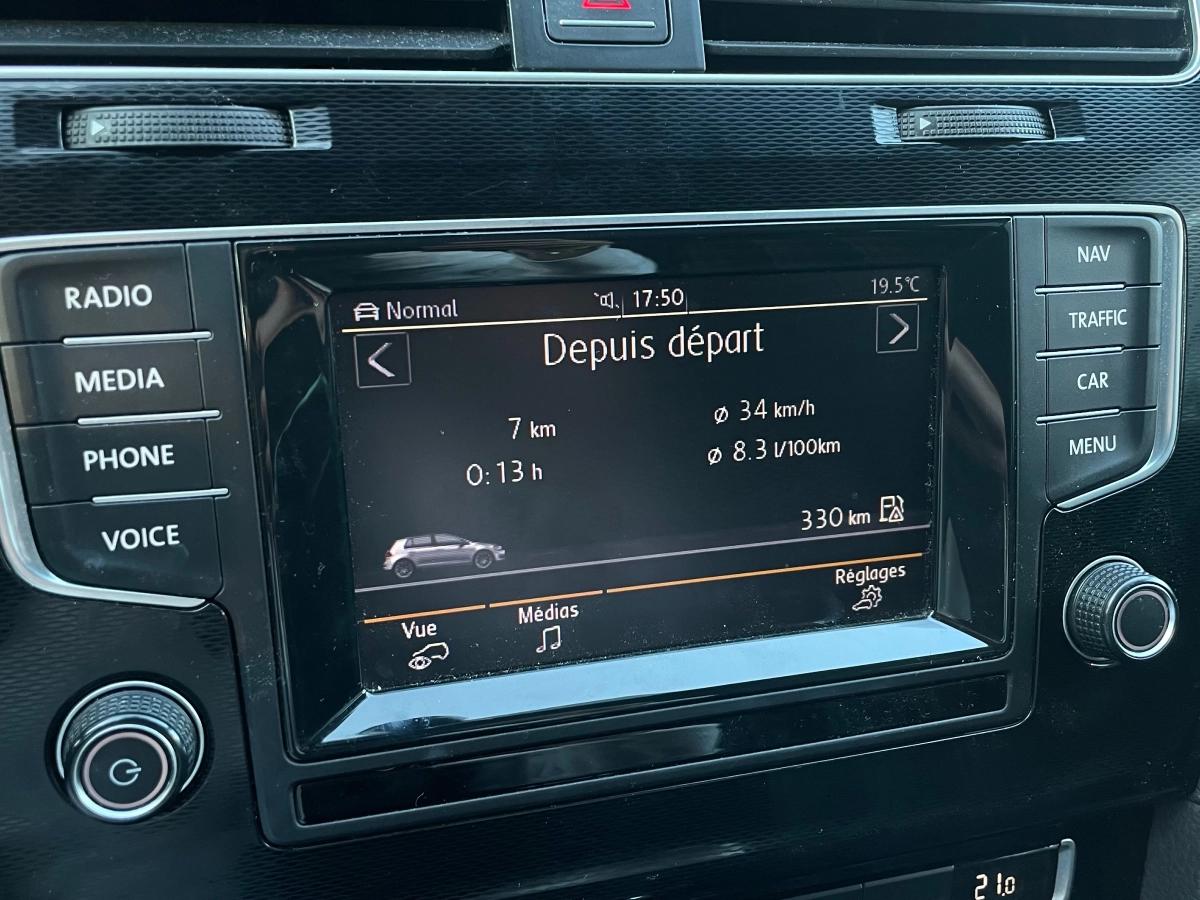 RADIO
MEDIA
PHONE
VOICE
Normal
17:50
19.5°C
Depuis départ
7 km
Ø 34 km/h
0:13 h
Ø 8.3 l/100km
330 km
Vue
Médias
Réglages
NAV
TRAFFIC
CAR
MENU
21.0